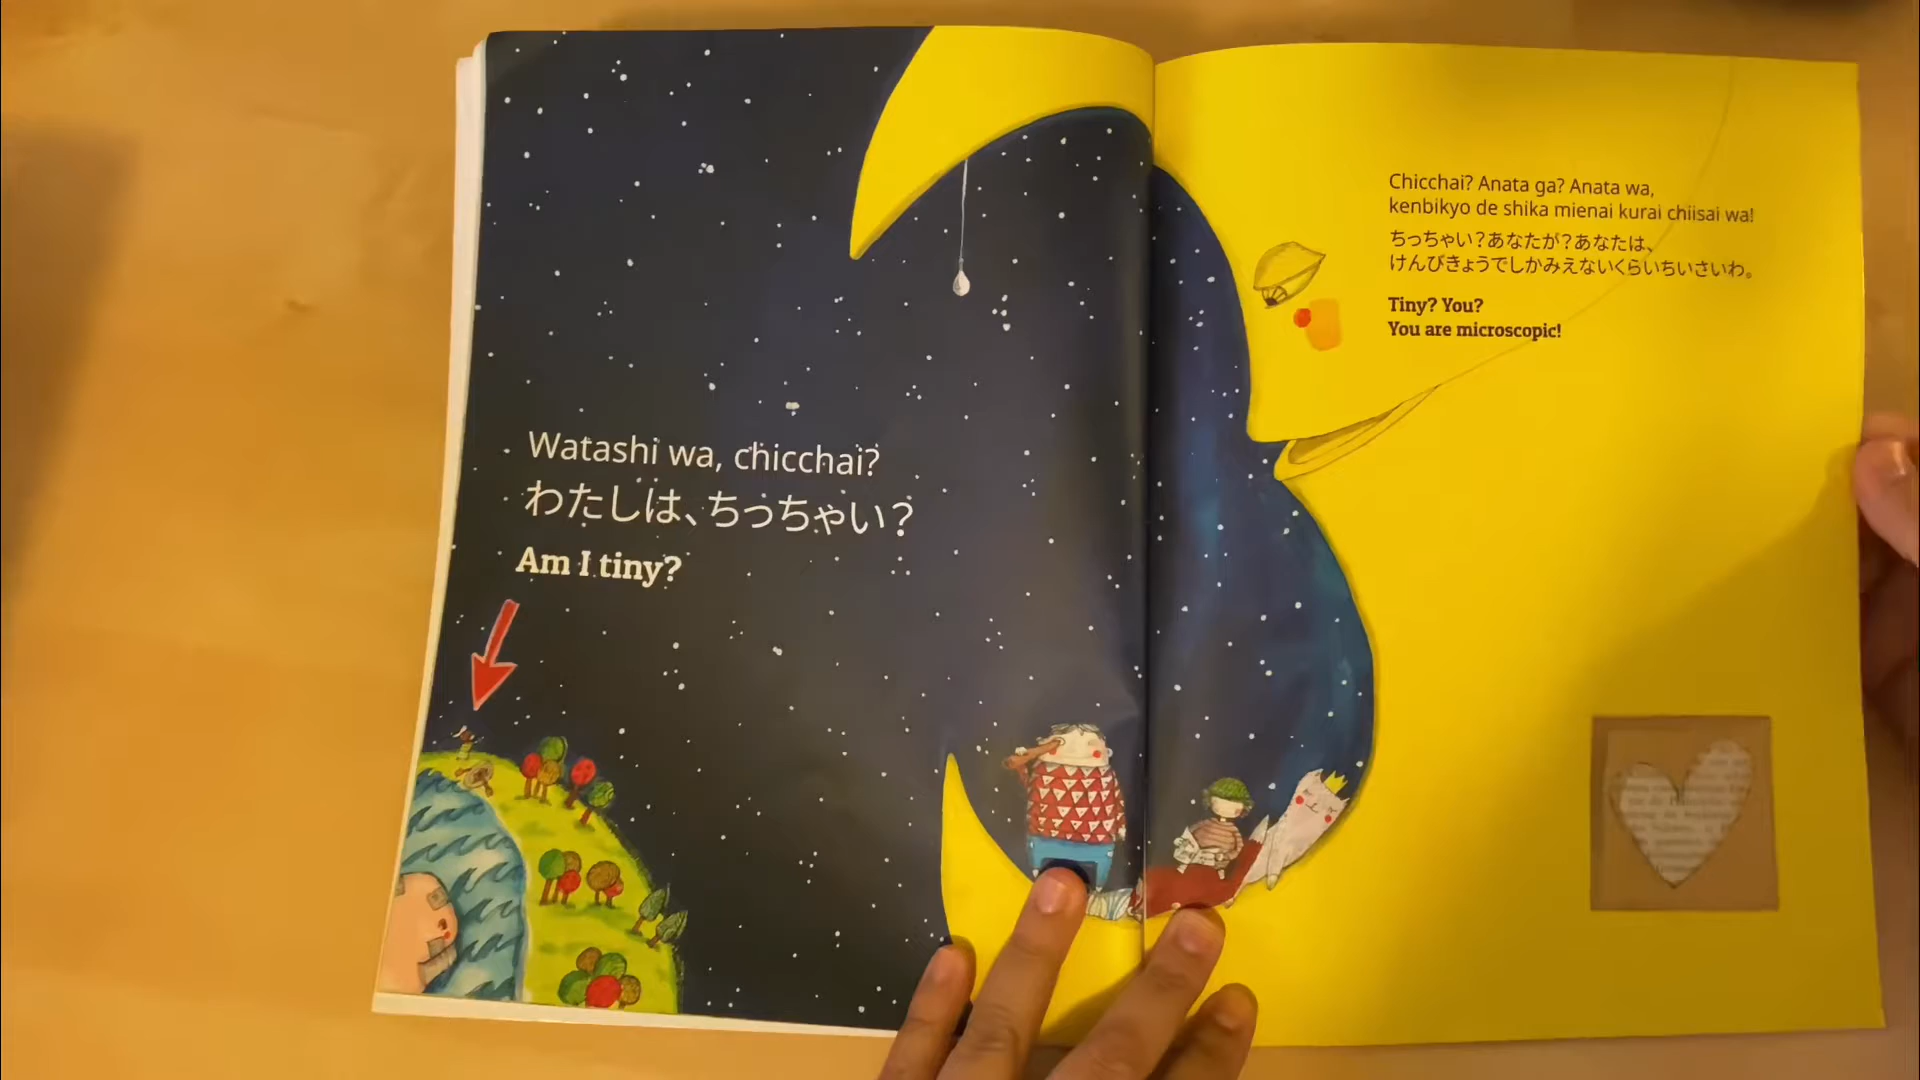 Watashi wa, chicchai?
わたしは、ちっちゃい？
Am I tiny?
Chicchai? Anata ga? Anata wa,
kenbikyo de shika mienai kurai chiisai wa!
ちっちゃい？あなたが？あなたは、
けんびきょうでしかみえないくらいちいさいわ。
Tiny? You?
You are microscopic!